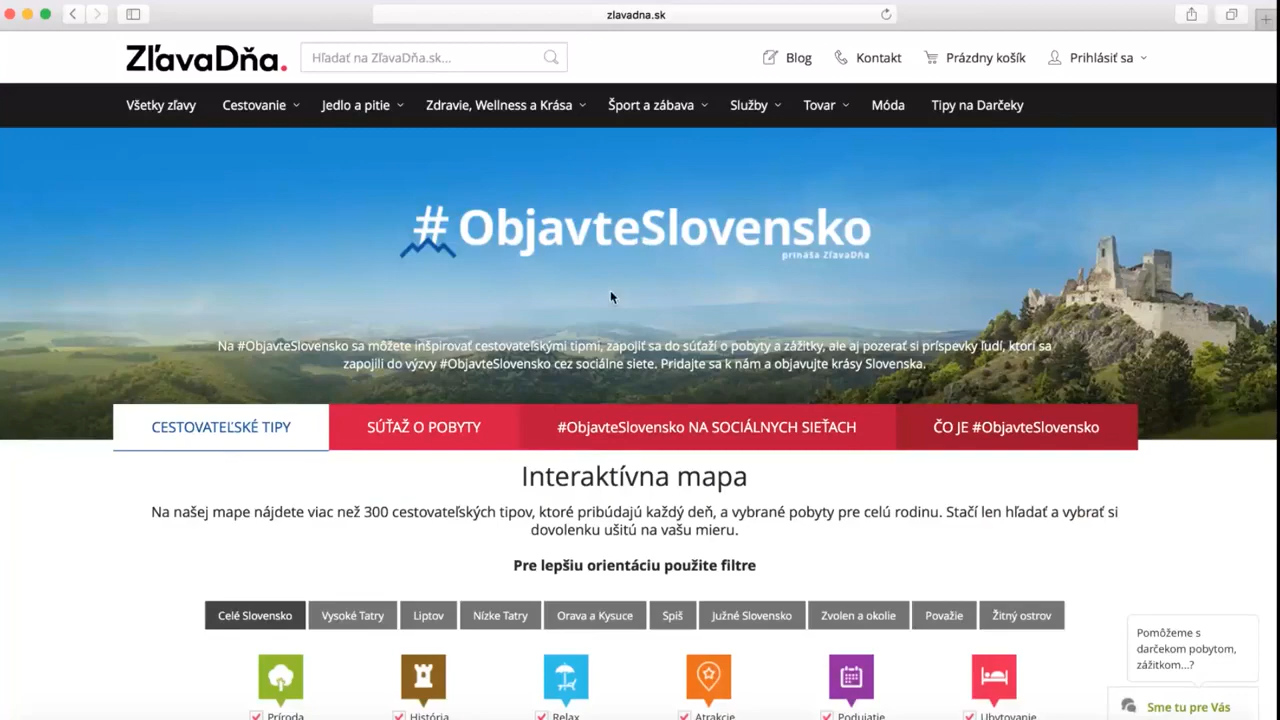 zlavadna.sk
ZľavaDňa.
Hľadať na ZľavaDňa.sk...
Blog
Kontakt
Prázdny košík
Prihlásiť sa
Všetky zľavy
Cestovanie
Jedlo a pitie
Zdravie, Wellness a Krása
Šport a zábava
Služby
Tovar
Móda
Tipy na Darčeky
#ObjavteSlovensko
prináša ZľavaDňa
Na #ObjavteSlovensko sa môžete inšpirovať cestovateľskými tipmi, zapojiť sa do súťaží o pobyty a zážitky, ale aj pozerať si príspevky ľudí, ktorí sa
zapojili do výzvy #ObjavteSlovensko cez sociálne siete. Pridajte sa k nám a objavujte krásy Slovenska.
CESTOVATEĽSKÉ TIPY
SÚŤAŽ O POBYTY
#ObjavteSlovensko NA SOCIÁLNYCH SIEŤACH
ČO JE #ObjavteSlovensko
Interaktívna mapa
Na našej mape nájdete viac než 300 cestovateľských tipov, ktoré pribúdajú každý deň, a vybrané pobyty pre celú rodinu. Stačí len hľadať a vybrať si
dovolenku ušitú na vašu mieru.
Pre lepšiu orientáciu použite filtre
Celé Slovensko
Vysoké Tatry
Liptov
Nízke Tatry
Orava a Kysuce
Spiš
Južné Slovensko
Zvolen a okolie
Považie
Žitný ostrov
Príroda
História
Relax
Atrakcie
Podujatie
Ubytovanie
Pomôžeme s
darčekom pobytom,
zážitkom...?
Sme tu pre Vás